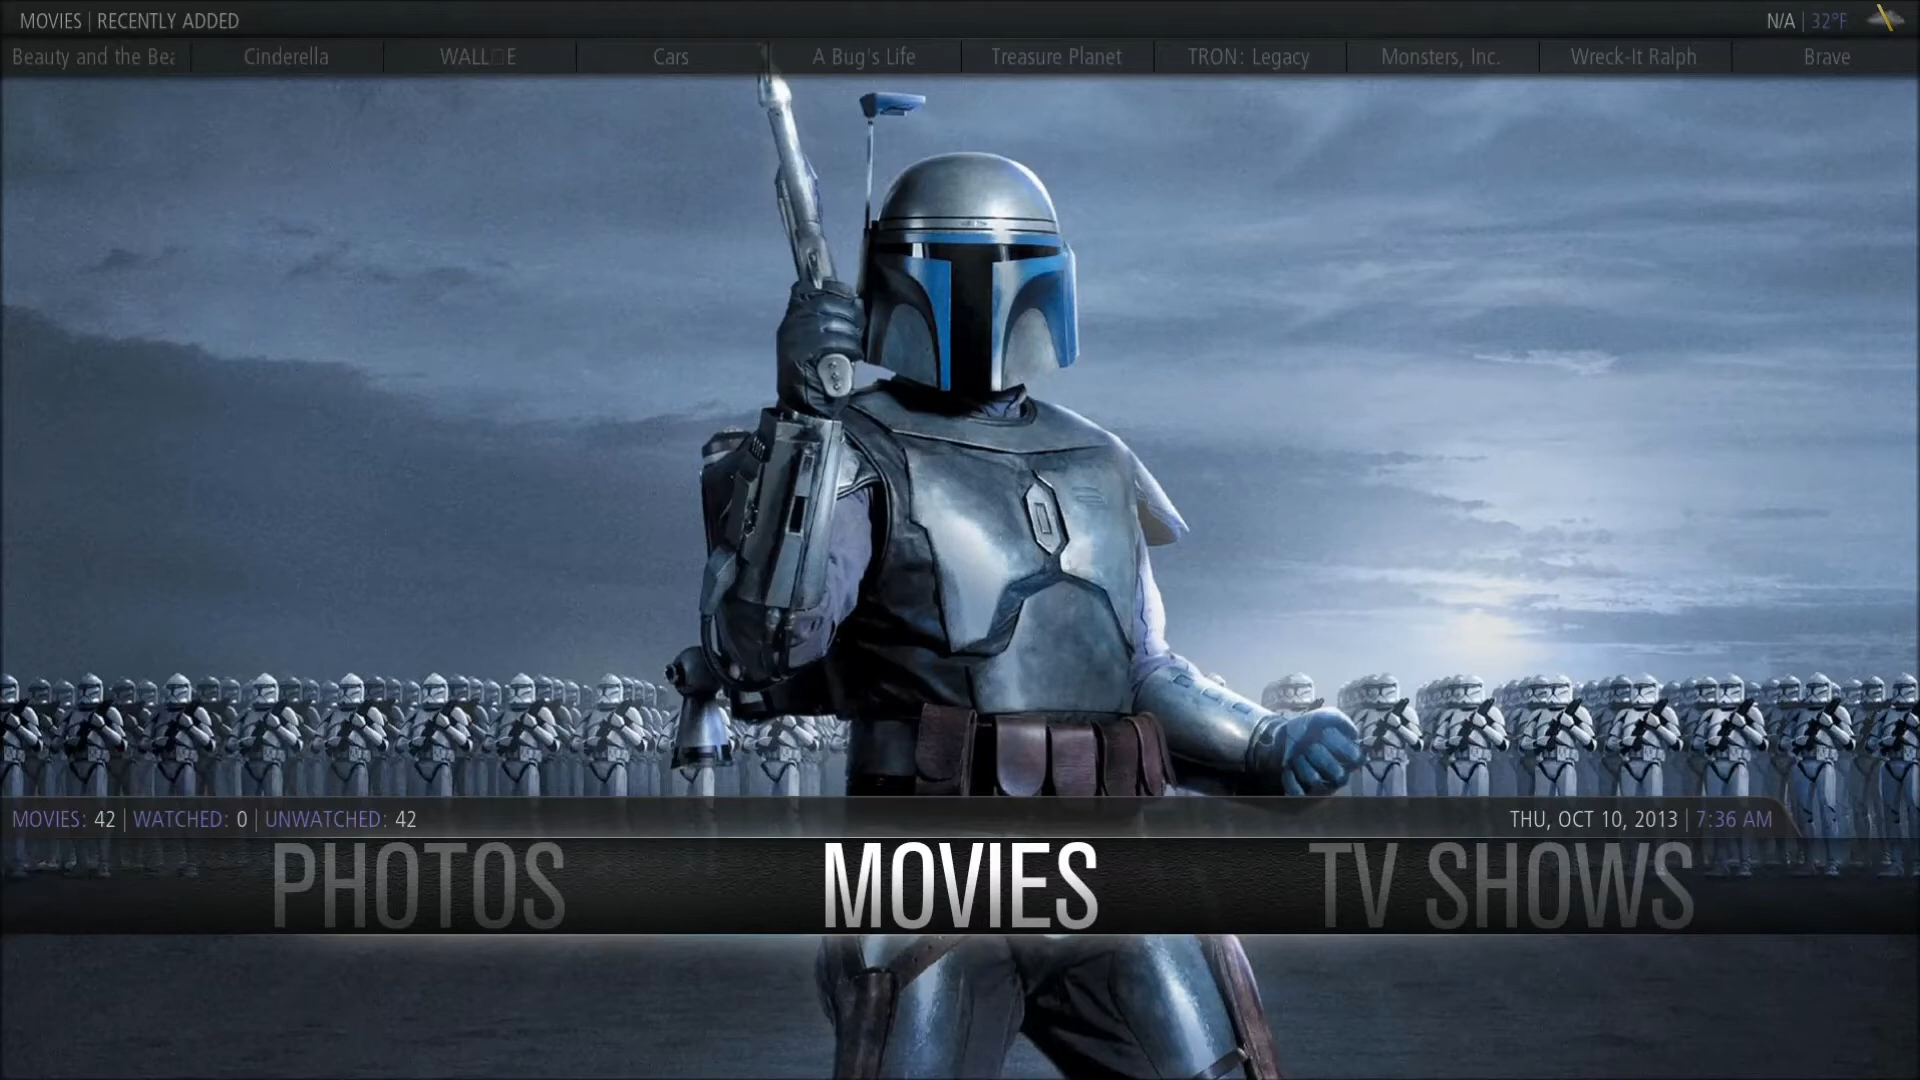 MOVIES | RECENTLY ADDED N/A | 32°F
Beauty and the Bea Cinderella WALL□E Cars A Bug's Life Treasure Planet TRON: Legacy Monsters, Inc. Wreck-It Ralph Brave
MOVIES: 42 | WATCHED: 0 | UNWATCHED: 42 THU, OCT 10, 2013 | 7:36 AM
PHOTOS MOVIES TV SHOWS